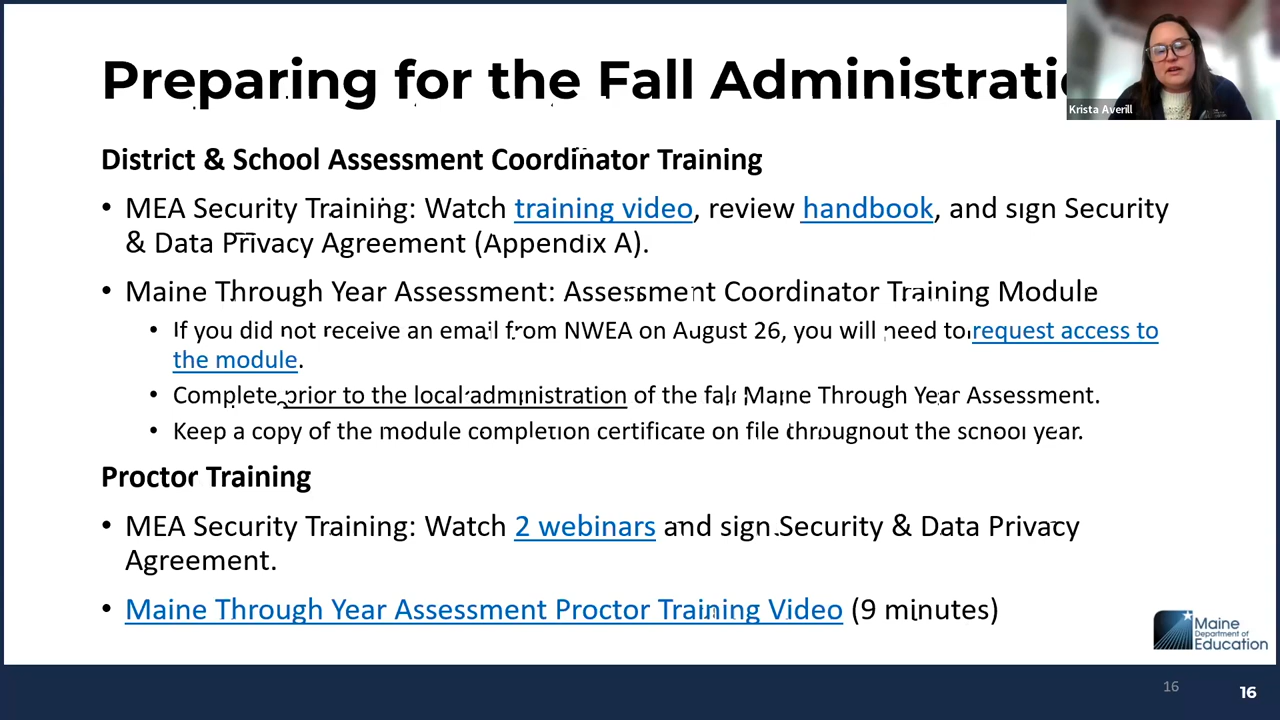 Preparing for the Fall Administratio
Krista Averill
District & School Assessment Coordinator Training
• MEA Security Training: Watch training video, review handbook, and sign Security
& Data Privacy Agreement (Appendix A).
• Maine Through Year Assessment: Assessment Coordinator Training Module
• If you did not receive an email from NWEA on August 26, you will need to request access to
the module.
• Complete prior to the local administration of the fall Maine Through Year Assessment.
• Keep a copy of the module completion certificate on file throughout the school year.
Proctor Training
• MEA Security Training: Watch 2 webinars and sign Security & Data Privacy
Agreement.
• Maine Through Year Assessment Proctor Training Video (9 minutes)
Maine
Department of
Education
16
16